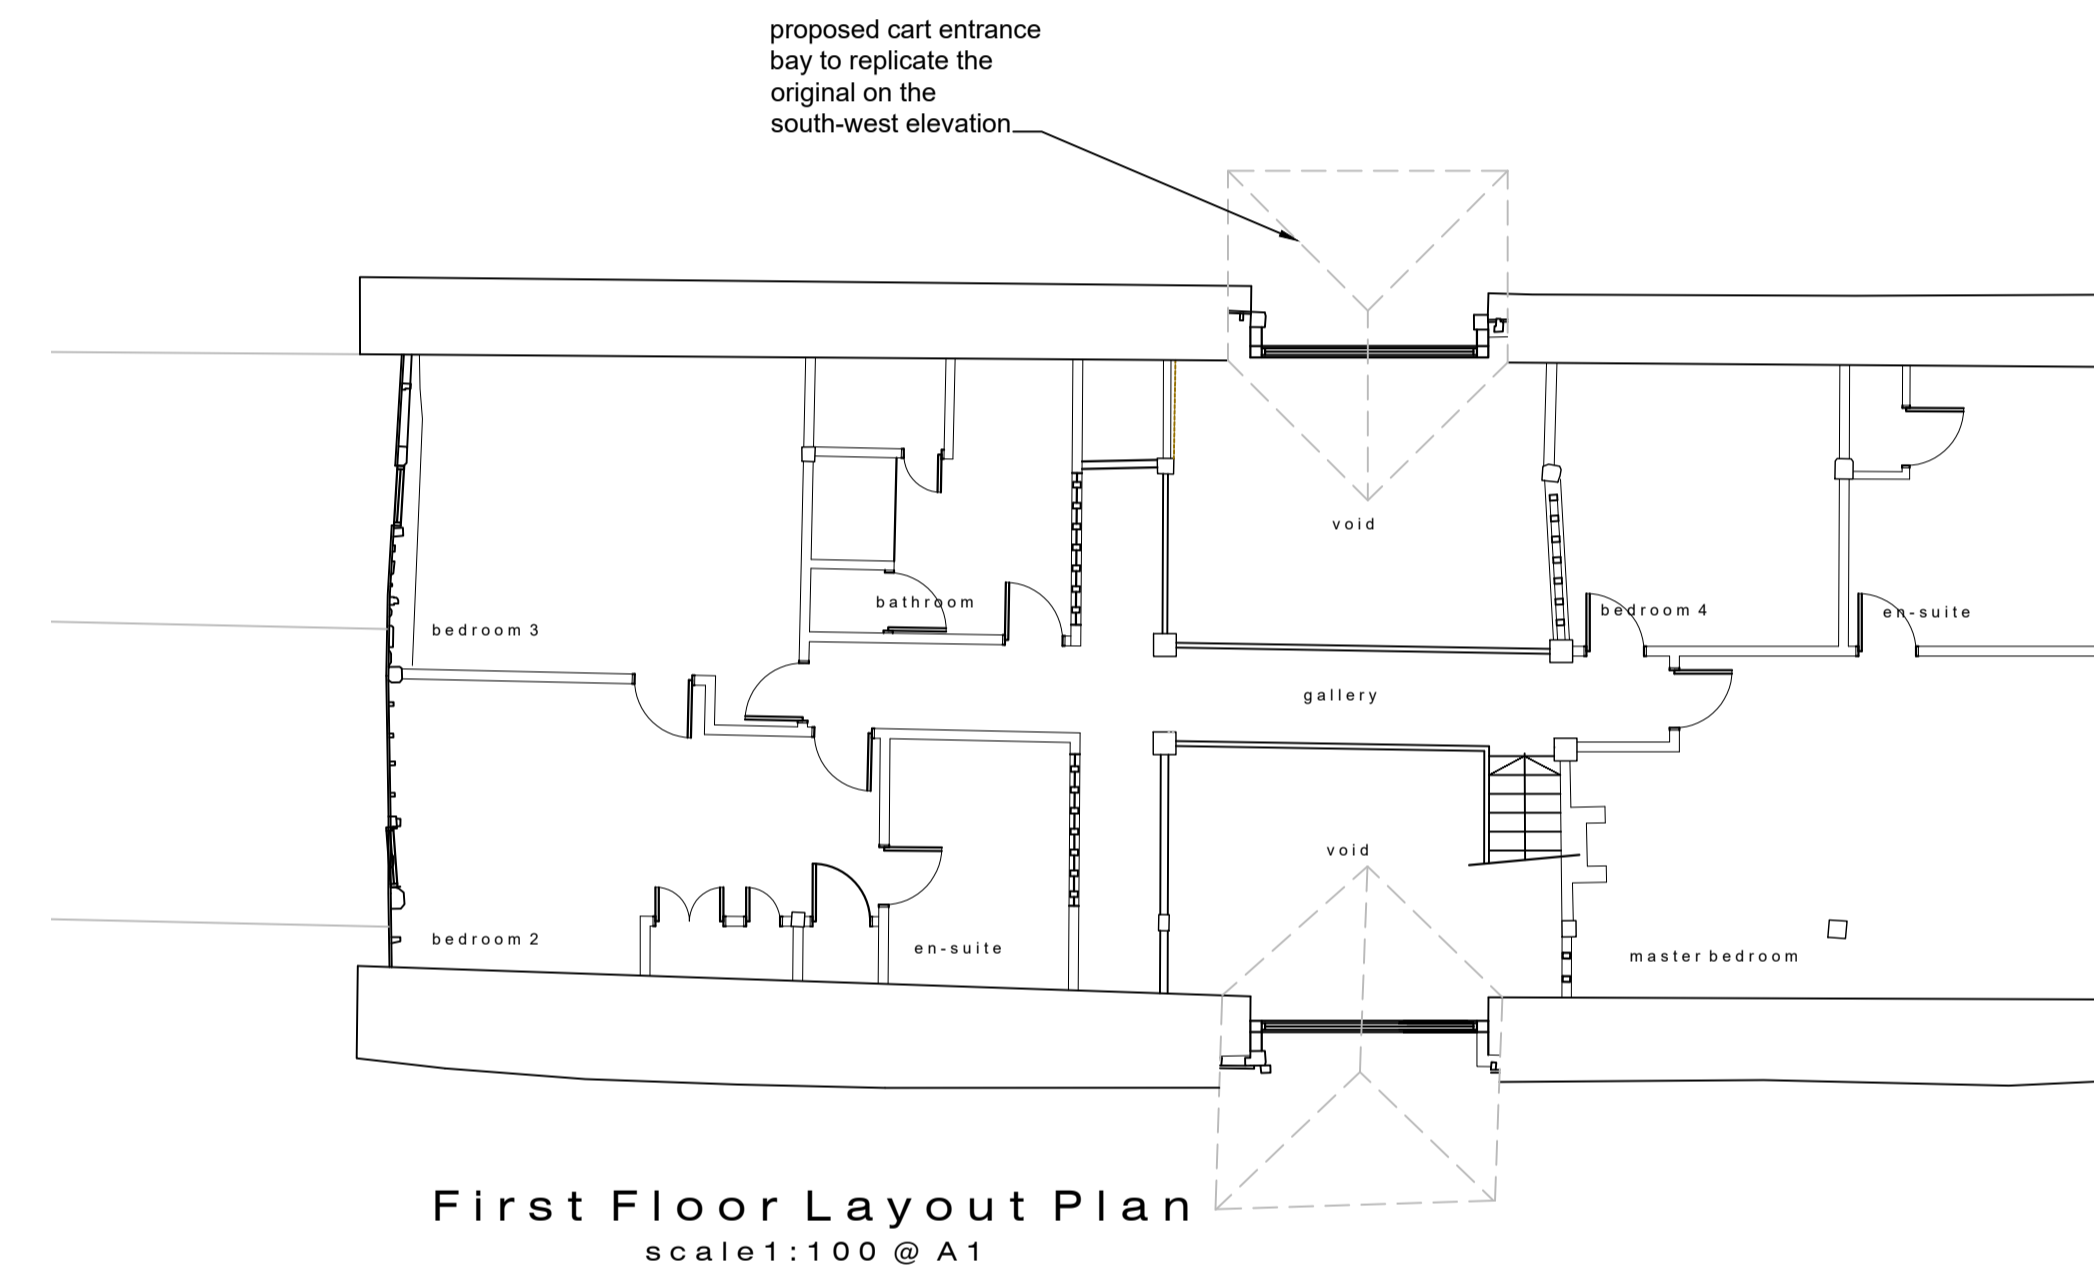 proposed cart entrance
bay to replicate the
original on the
south-west elevation
void
bathroom
bedroom 4
en-suite
bedroom 3
gallery
void
bedroom 2
en-suite
master bedroom
First Floor Layout Plan
scale1:100 @ A1